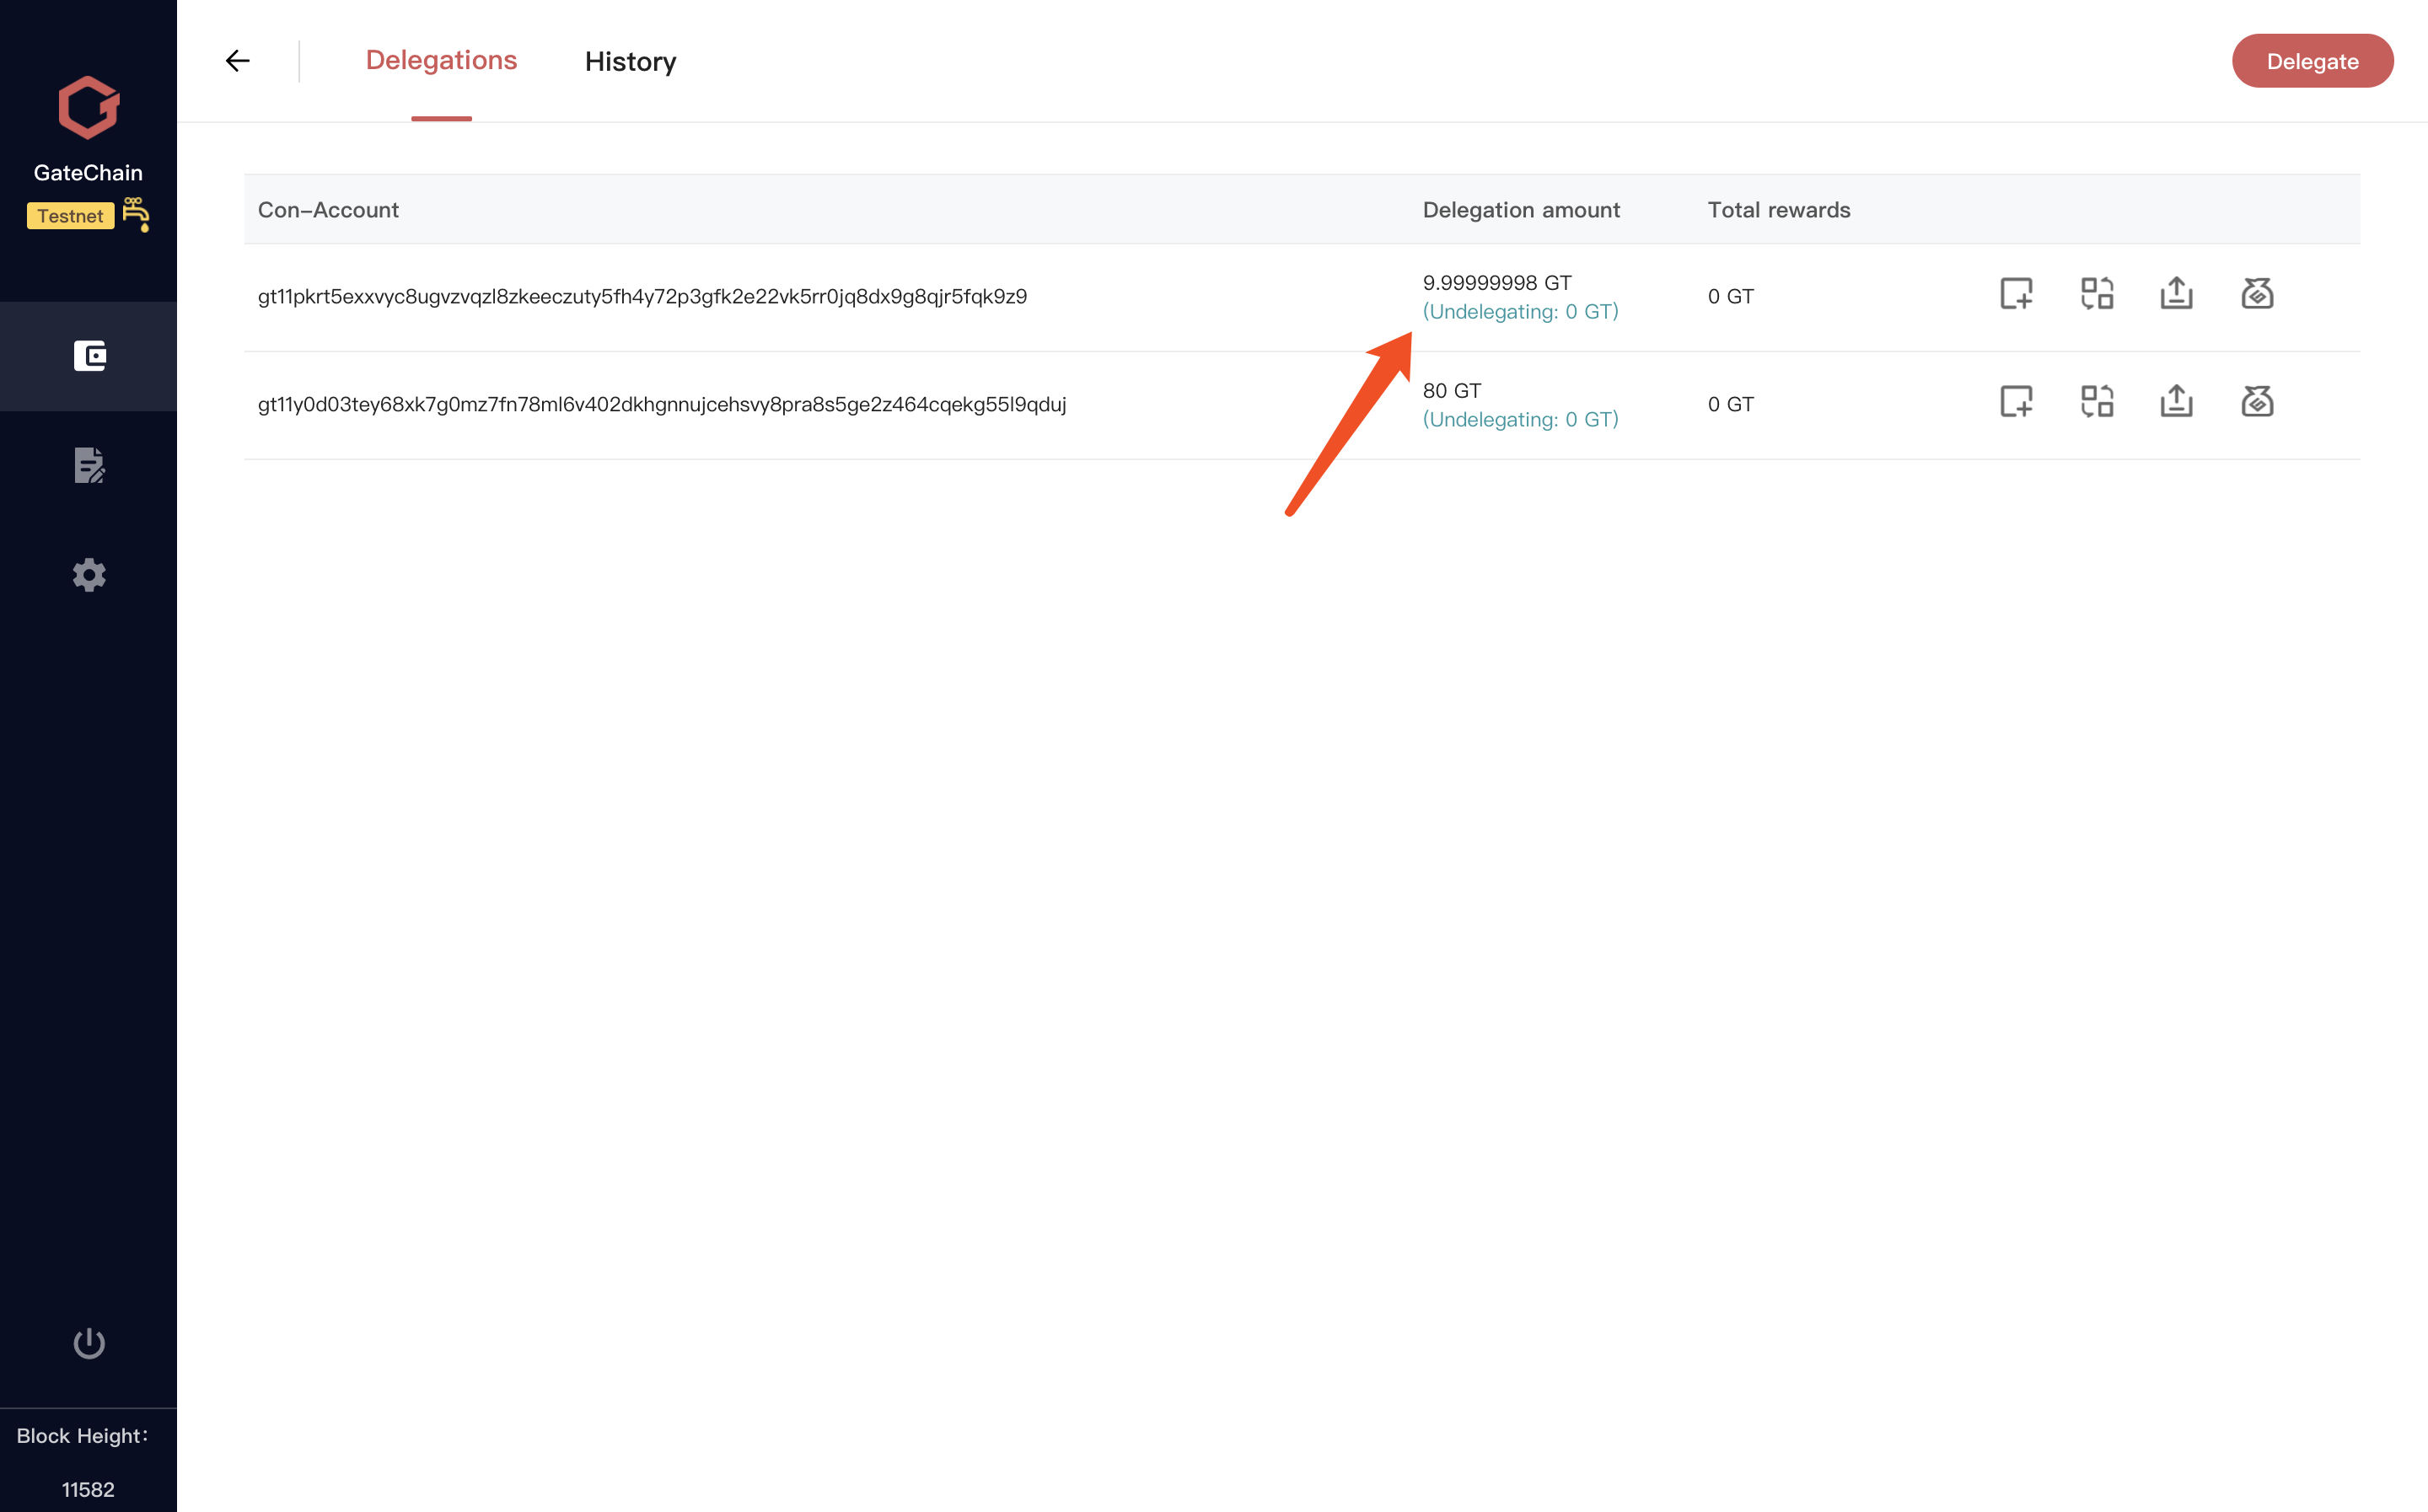 Delegations
History
Delegate
GateChain
Testnet
Con-Account
Delegation amount
Total rewards
gt11pkrt5exxvyc8ugvzvqzl8zkeeczuty5fh4y72p3gfk2e22vk5rr0jq8dx9g8qjr5fqk9z9
9.99999998 GT
(Undelegating: 0 GT)
0 GT
gt11y0d03tey68xk7g0mz7fn78ml6v402dkhgnnujcehsvy8pra8s5ge2z464cqekg55l9qduj
80 GT
(Undelegating: 0 GT)
0 GT
Block Height:
11582